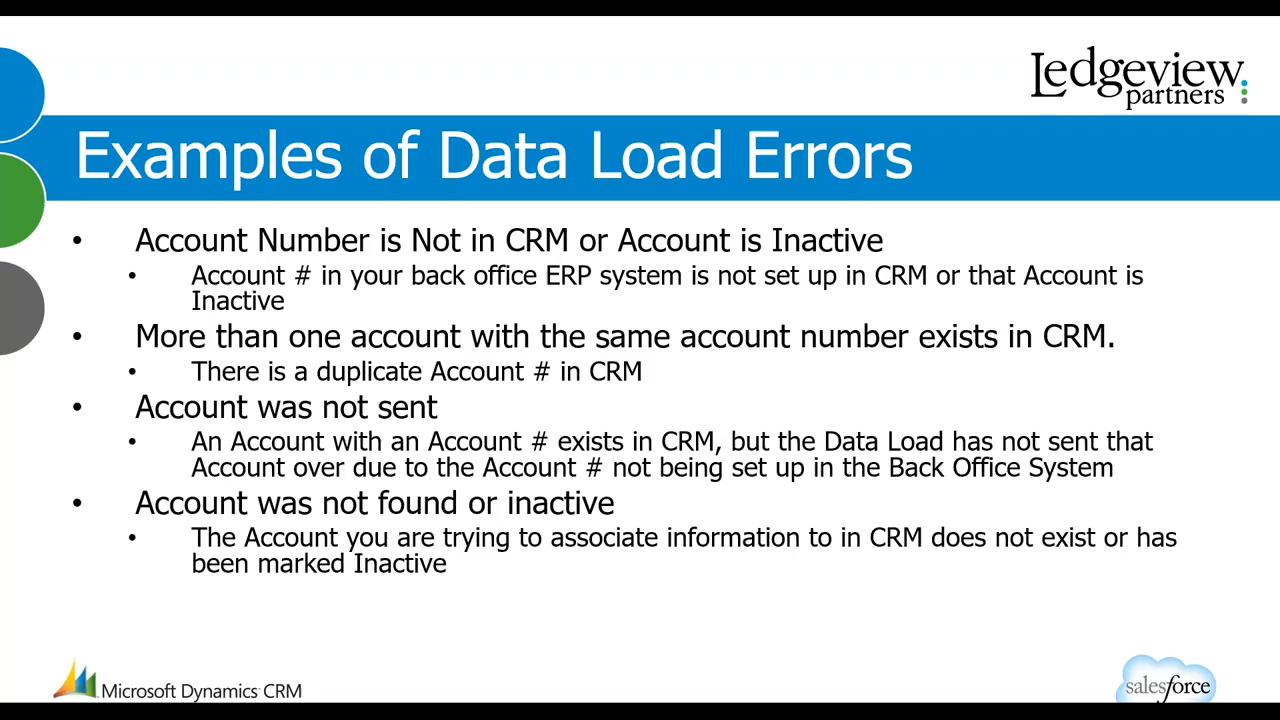 Ledgeview
partners
Examples of Data Load Errors
• Account Number is Not in CRM or Account is Inactive
• Account # in your back office ERP system is not set up in CRM or that Account is
Inactive
• More than one account with the same account number exists in CRM.
• There is a duplicate Account # in CRM
• Account was not sent
• An Account with an Account # exists in CRM, but the Data Load has not sent that
Account over due to the Account # not being set up in the Back Office System
• Account was not found or inactive
• The Account you are trying to associate information to in CRM does not exist or has
been marked Inactive
Microsoft Dynamics CRM
salesforce